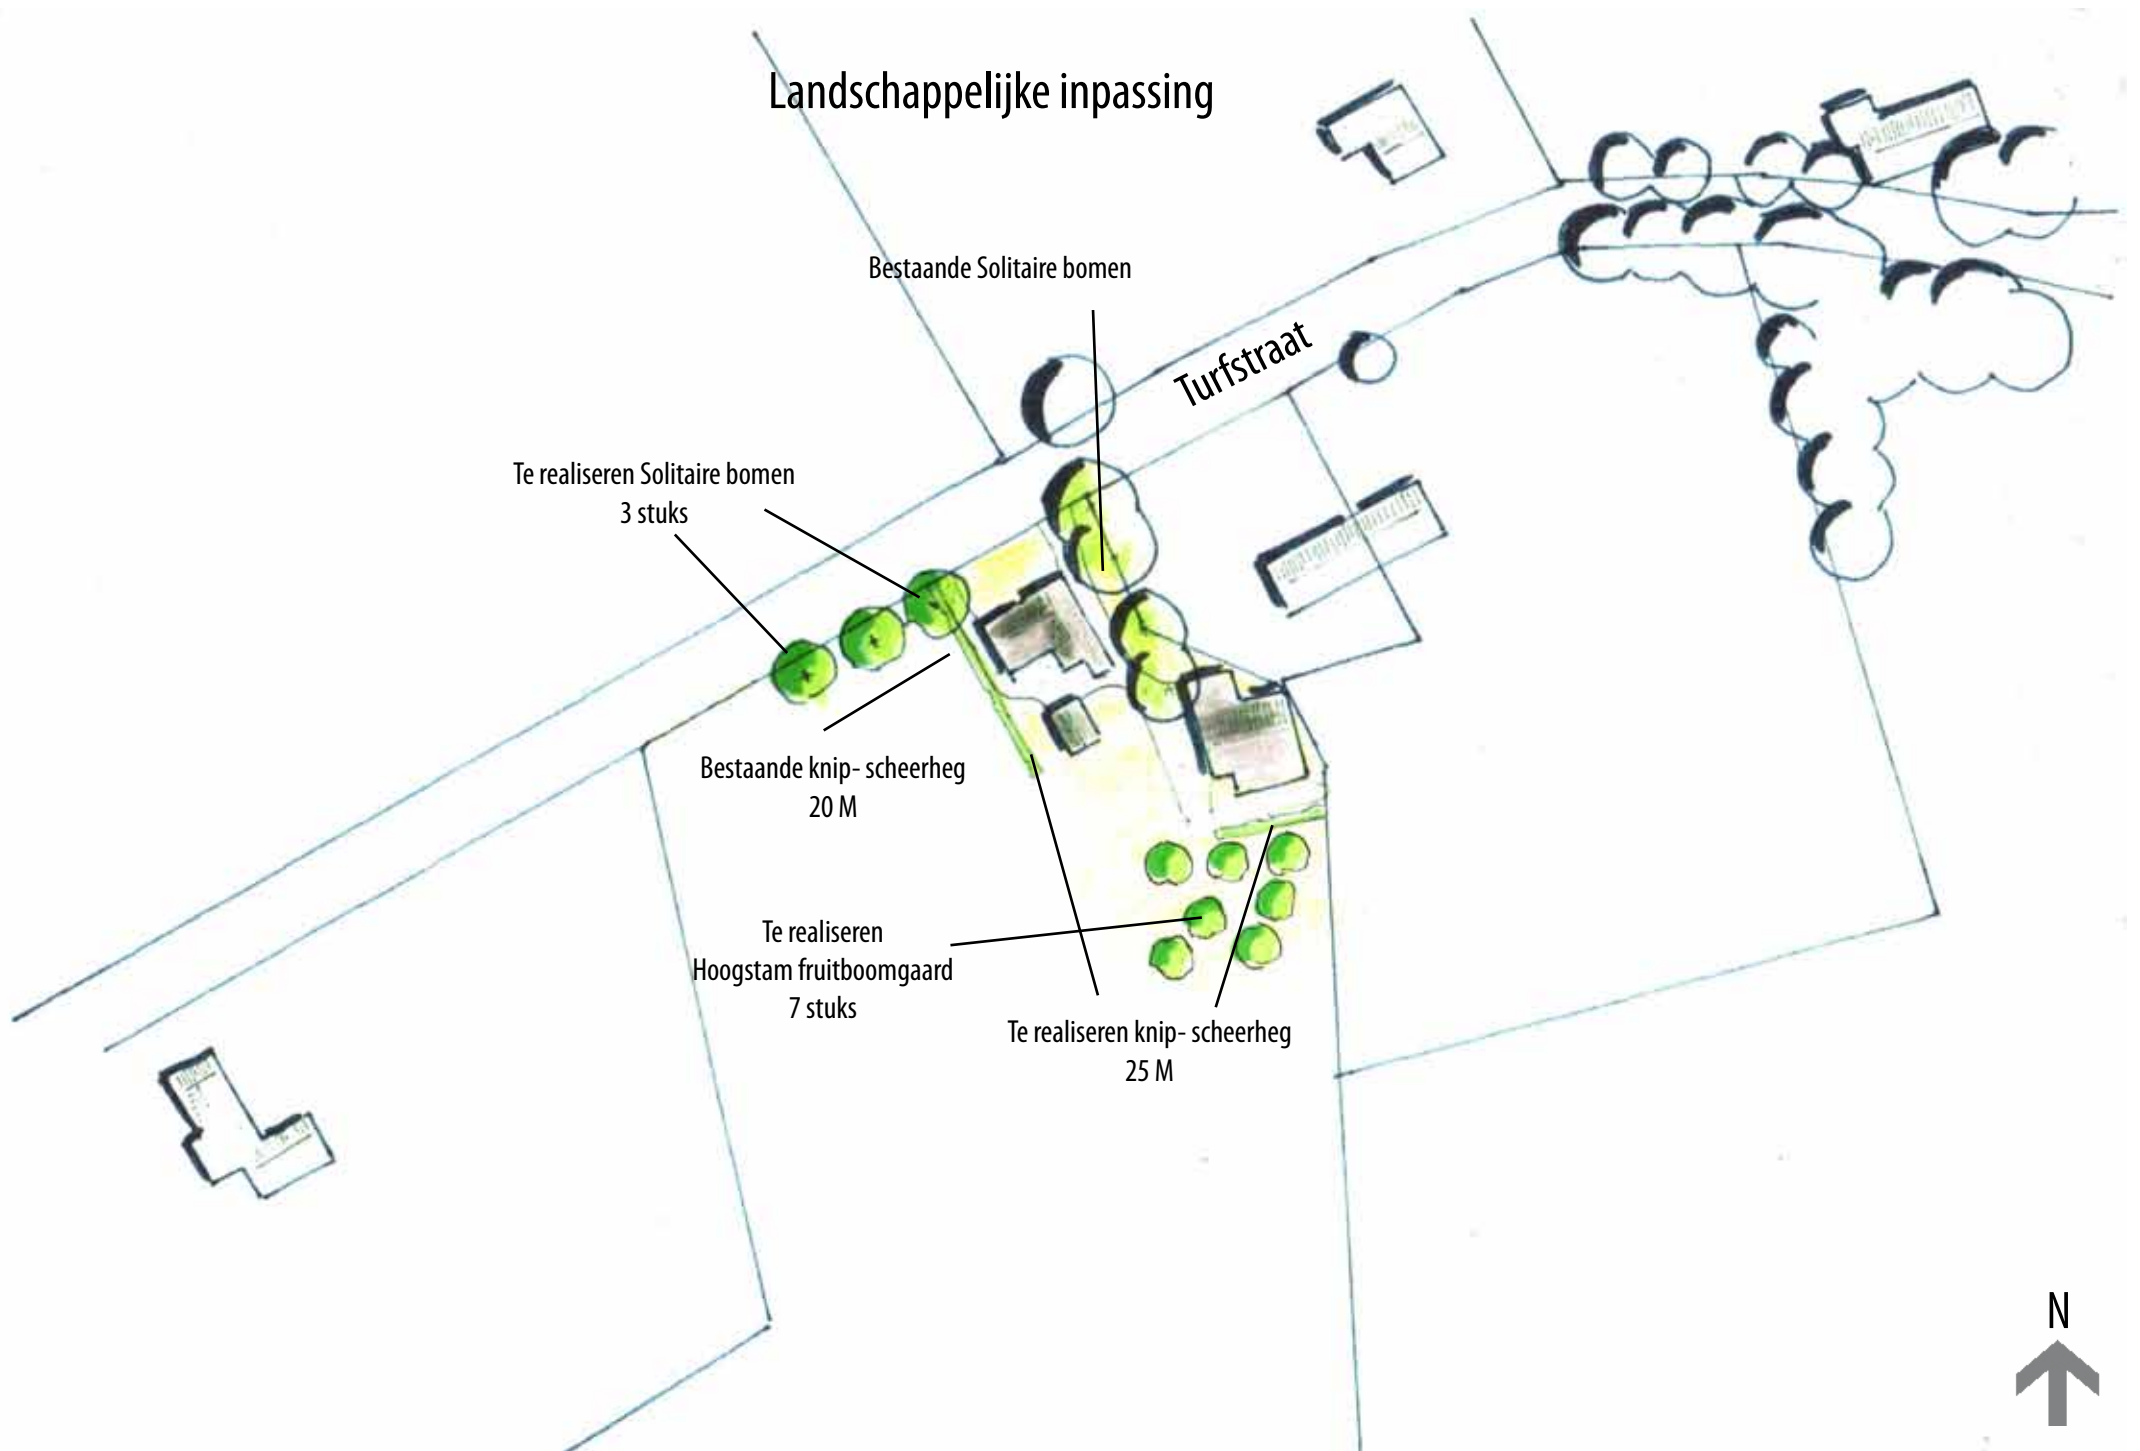 Landschappelijke inpassing
Bestaande Solitaire bomen
Turfstraat
Te realiseren Solitaire bomen
3 stuks
Bestaande knip- scheerheg
20 M
Te realiseren
Hoogstam fruitboomgaard
7 stuks
Te realiseren knip- scheerheg
25 M
N